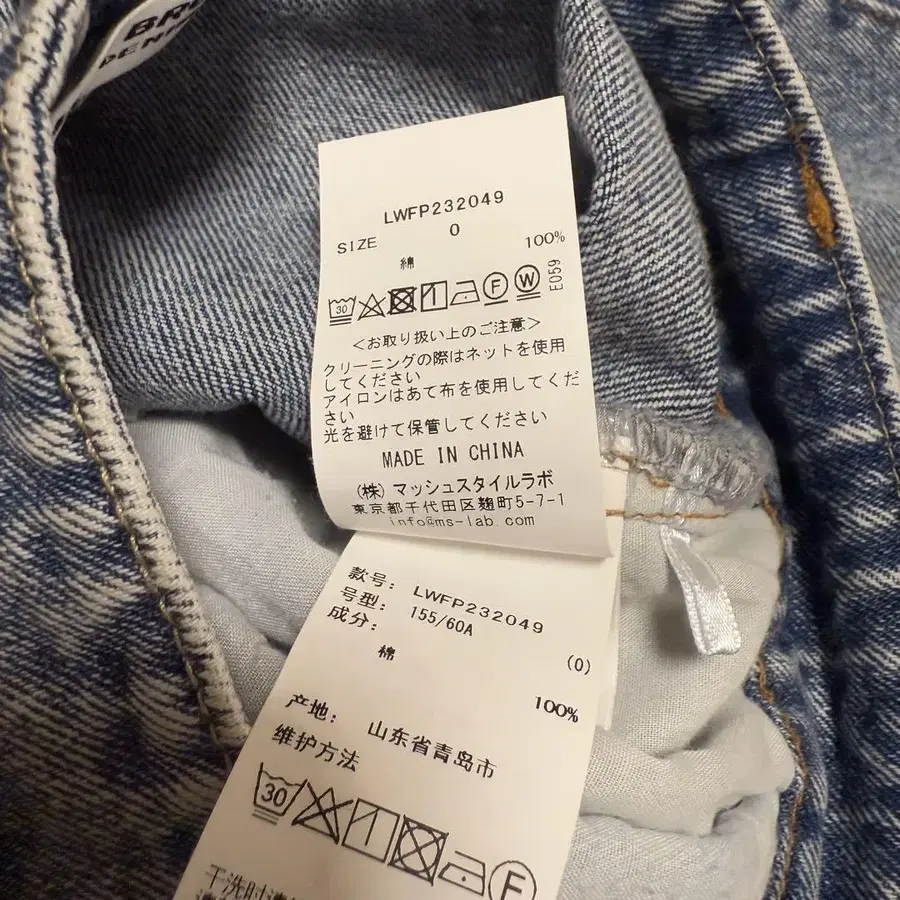 LWFP232049
SIZE 0
綿 100%
30 F W E059
＜お取り扱い上のご注意＞
クリーニングの際はネットを使用
してください
アイロンはあて布を使用してくだ
さい
光を避けて保管してください
MADE IN CHINA
(株) マッシュスタイルラボ
東京都千代田区麹町5-7-1
info@ms-lab.com
款号: LWFP232049
号型: 155/60A (0)
成分:
棉 100%
产地: 山东省青岛市
维护方法
30 F